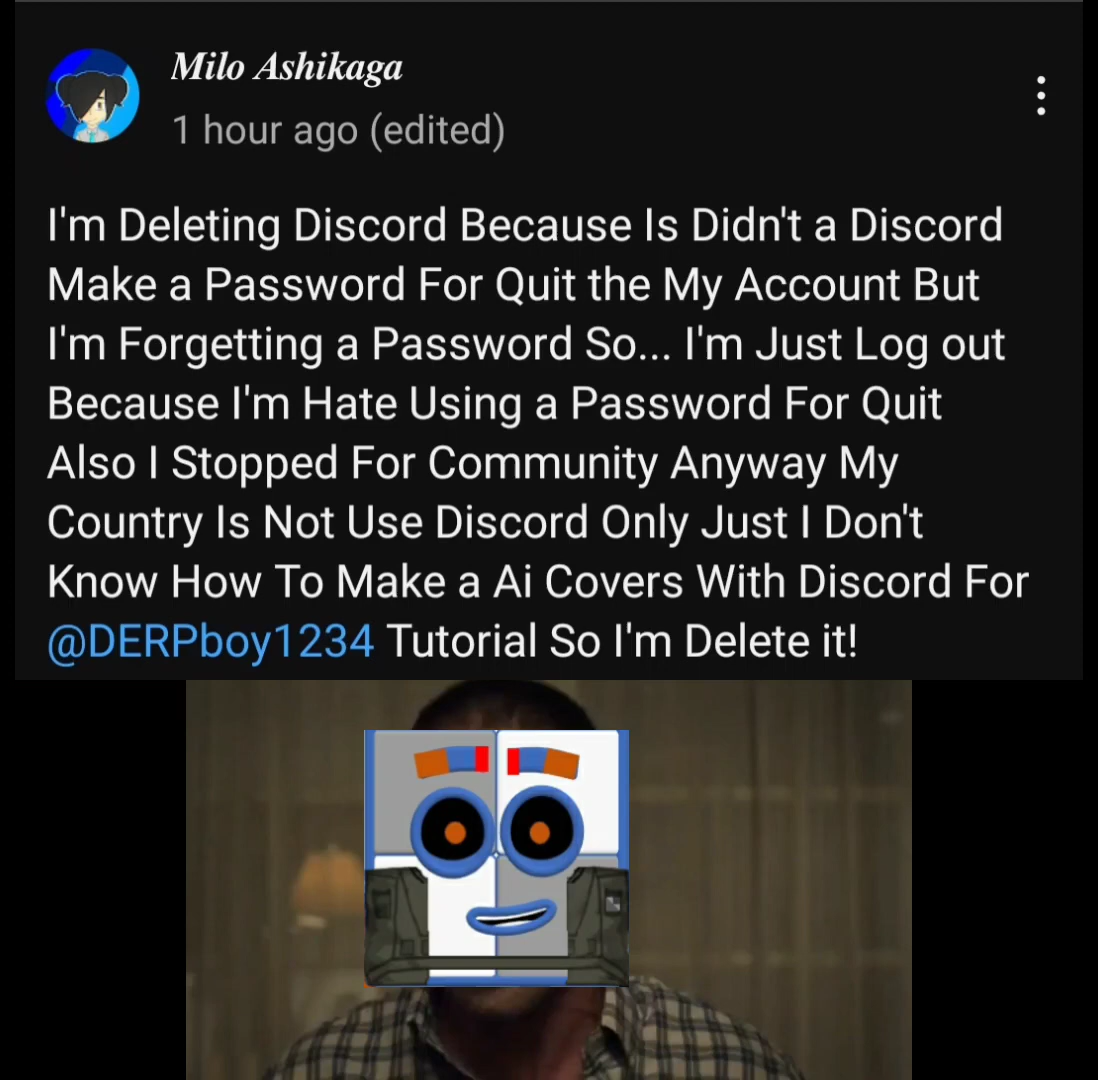 Milo Ashikaga
1 hour ago (edited)
I'm Deleting Discord Because Is Didn't a Discord
Make a Password For Quit the My Account But
I'm Forgetting a Password So... I'm Just Log out
Because I'm Hate Using a Password For Quit
Also I Stopped For Community Anyway My
Country Is Not Use Discord Only Just I Don't
Know How To Make a Ai Covers With Discord For
@DERPboy1234 Tutorial So I'm Delete it!